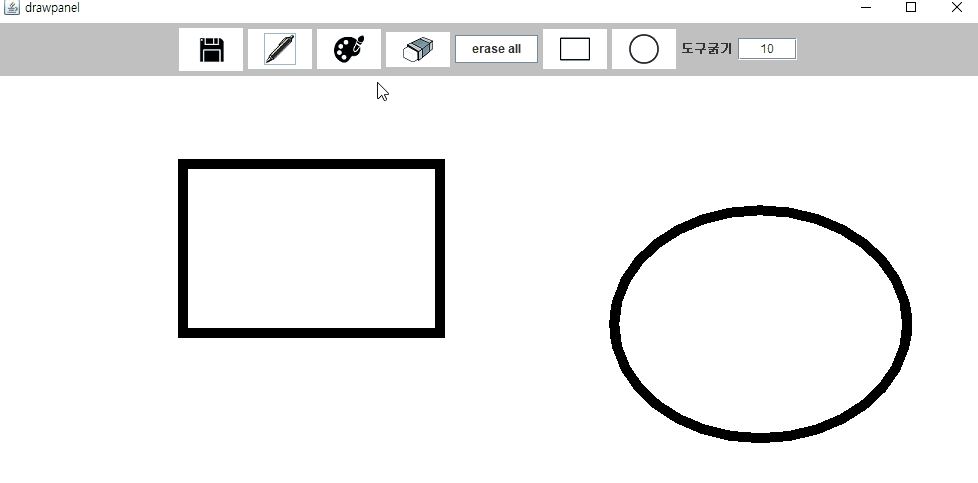 drawpanel
erase all 도구굵기 10